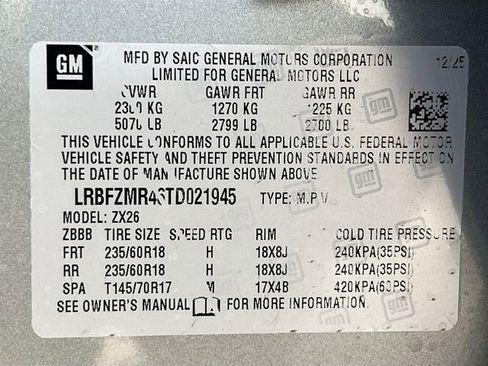 GM
MFD BY SAIC GENERAL MOTORS CORPORATION 12/25
LIMITED FOR GENERAL MOTORS LLC
GVWR GAWR FRT GAWR RR
2300 KG 1270 KG 1225 KG
5070 LB 2799 LB 2700 LB
THIS VEHICLE CONFORMS TO ALL APPLICABLE U.S. FEDERAL MOTOR
VEHICLE SAFETY AND THEFT PREVENTION STANDARDS IN EFFECT ON
THE DATE OF MANUFACTURE SHOWN ABOVE.
LRBFZMR43TD021945 TYPE: M.P.V
MODEL: ZX26
ZBBB TIRE SIZE SPEED RTG RIM COLD TIRE PRESSURE
FRT 235/60R18 H 18X8J 240KPA(35PSI)
RR 235/60R18 H 18X8J 240KPA(35PSI)
SPA T145/70R17 M 17X4B 420KPA(60PSI)
SEE OWNER'S MANUAL FOR MORE INFORMATION.